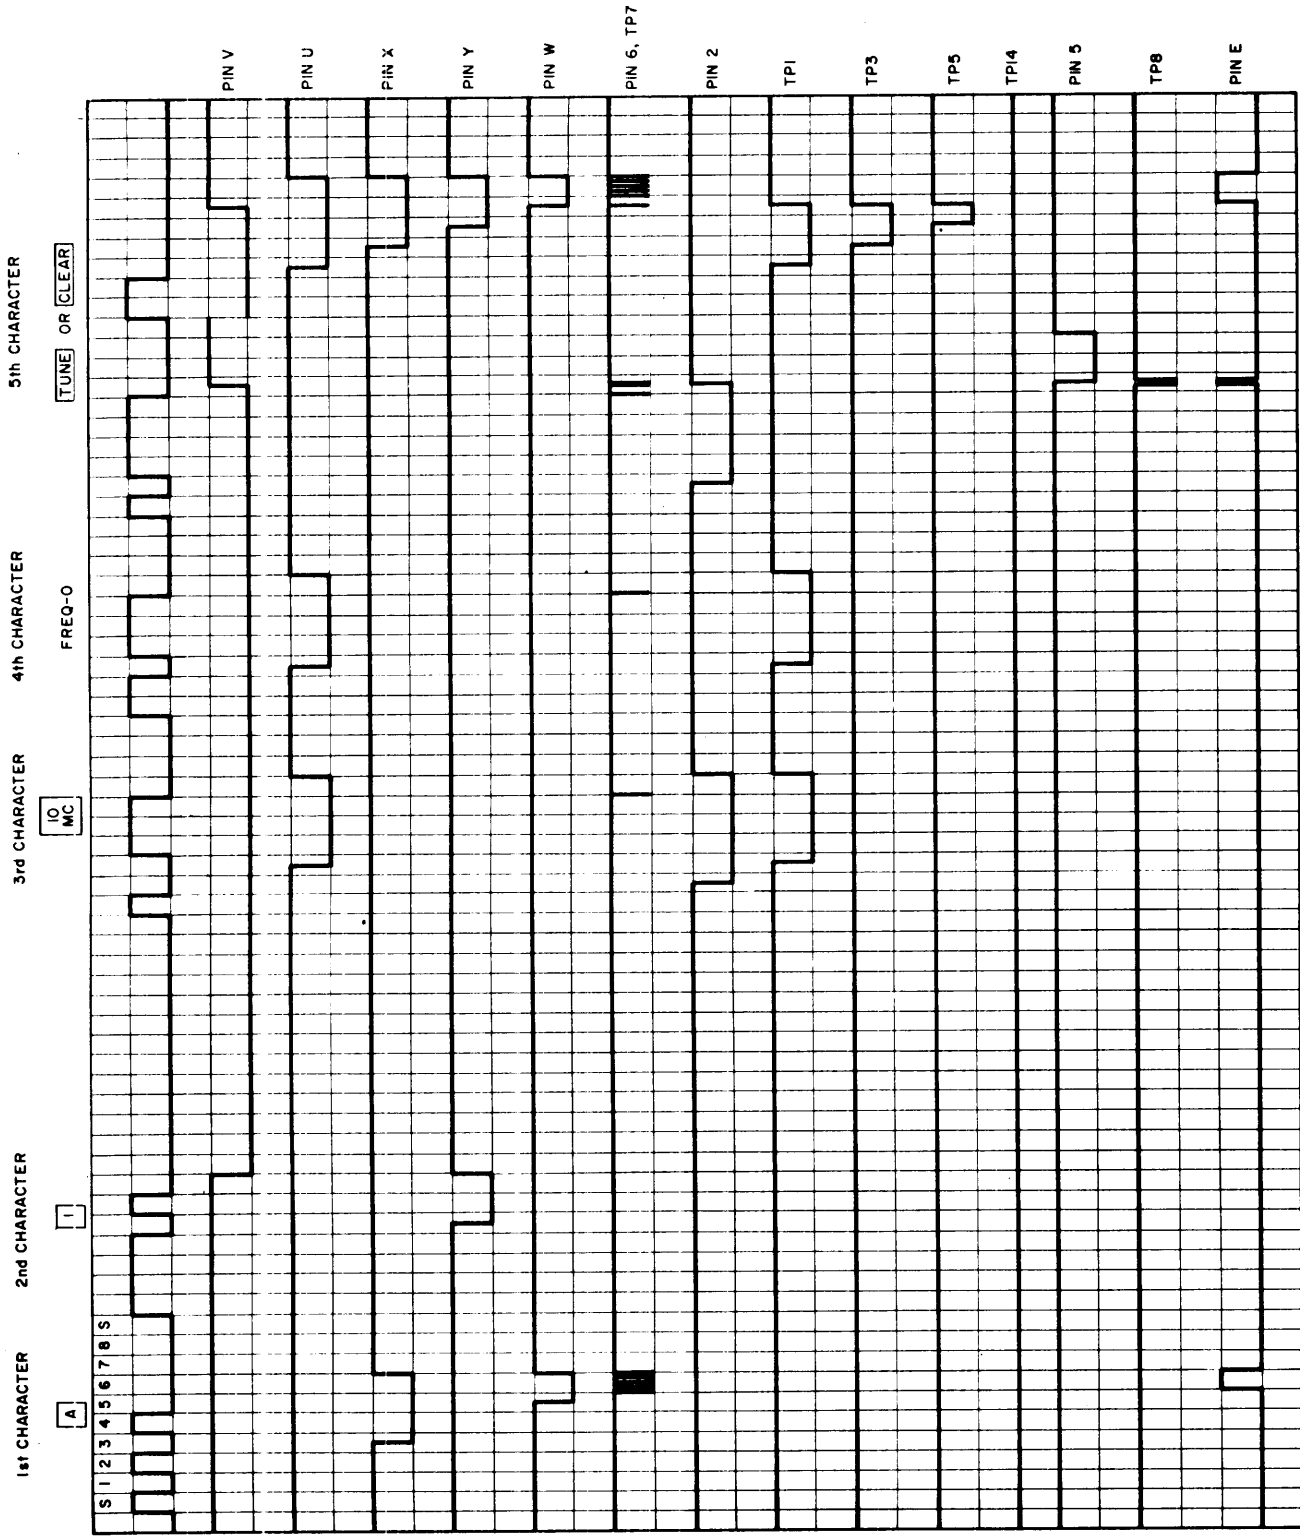 1st CHARACTER
2nd CHARACTER
3rd CHARACTER
4th CHARACTER
5th CHARACTER
A
1
10
MC
FREQ-0
TUNE OR CLEAR
S 1 2 3 4 5 6 7 8 S
PIN V
PIN U
PIN X
PIN Y
PIN W
PIN 6, TP7
PIN 2
TP1
TP3
TP5
TP14
PIN 5
TP8
PIN E